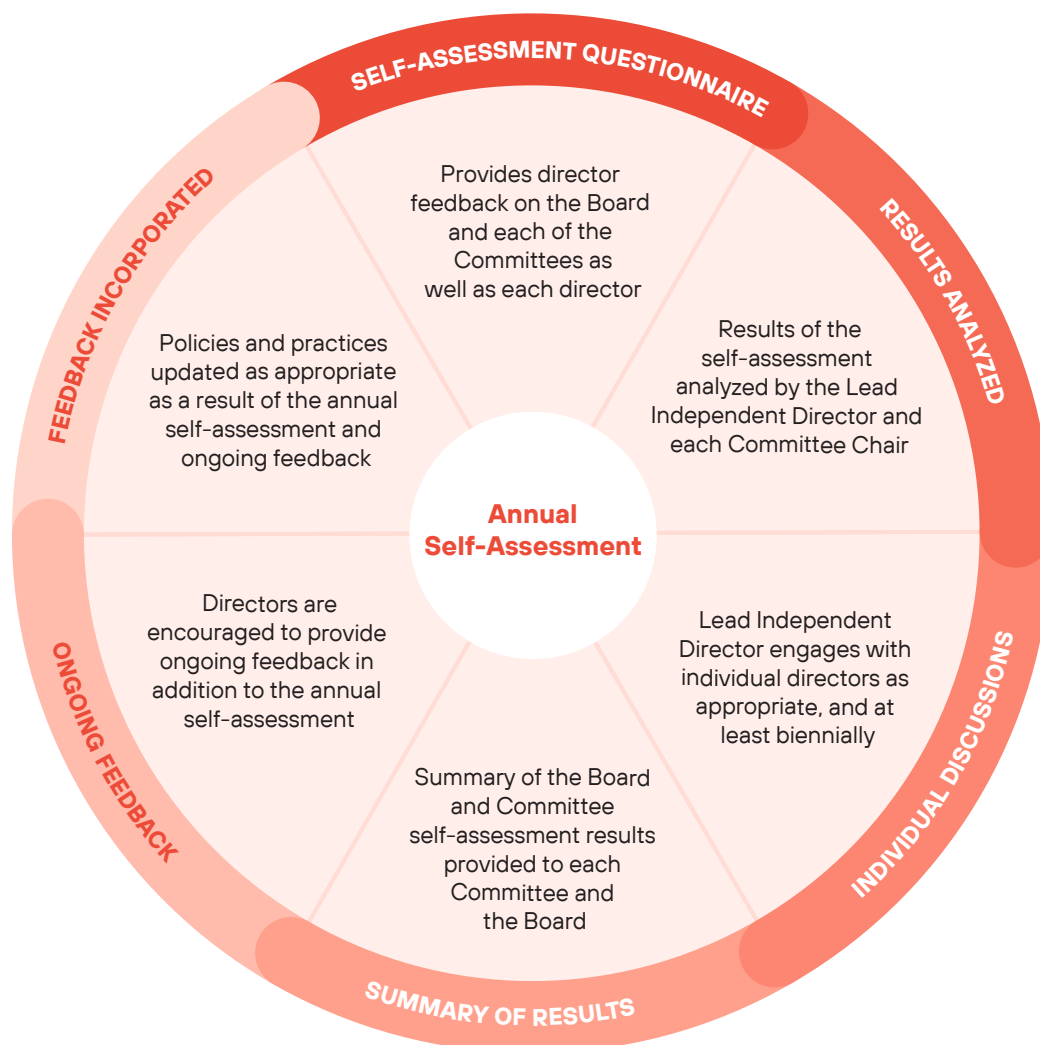 SELF-ASSESSMENT QUESTIONNAIRE
Provides director
feedback on the Board
and each of the
Committees as
well as each director
RESULTS ANALYZED
Results of the
self-assessment
analyzed by the Lead
Independent Director and
each Committee Chair
INDIVIDUAL DISCUSSIONS
Lead Independent
Director engages with
individual directors as
appropriate, and at
least biennially
SUMMARY OF RESULTS
Summary of the Board
and Committee
self-assessment results
provided to each
Committee and
the Board
ONGOING FEEDBACK
Directors are
encouraged to provide
ongoing feedback in
addition to the annual
self-assessment
FEEDBACK INCORPORATED
Policies and practices
updated as appropriate
as a result of the annual
self-assessment and
ongoing feedback
Annual
Self-Assessment